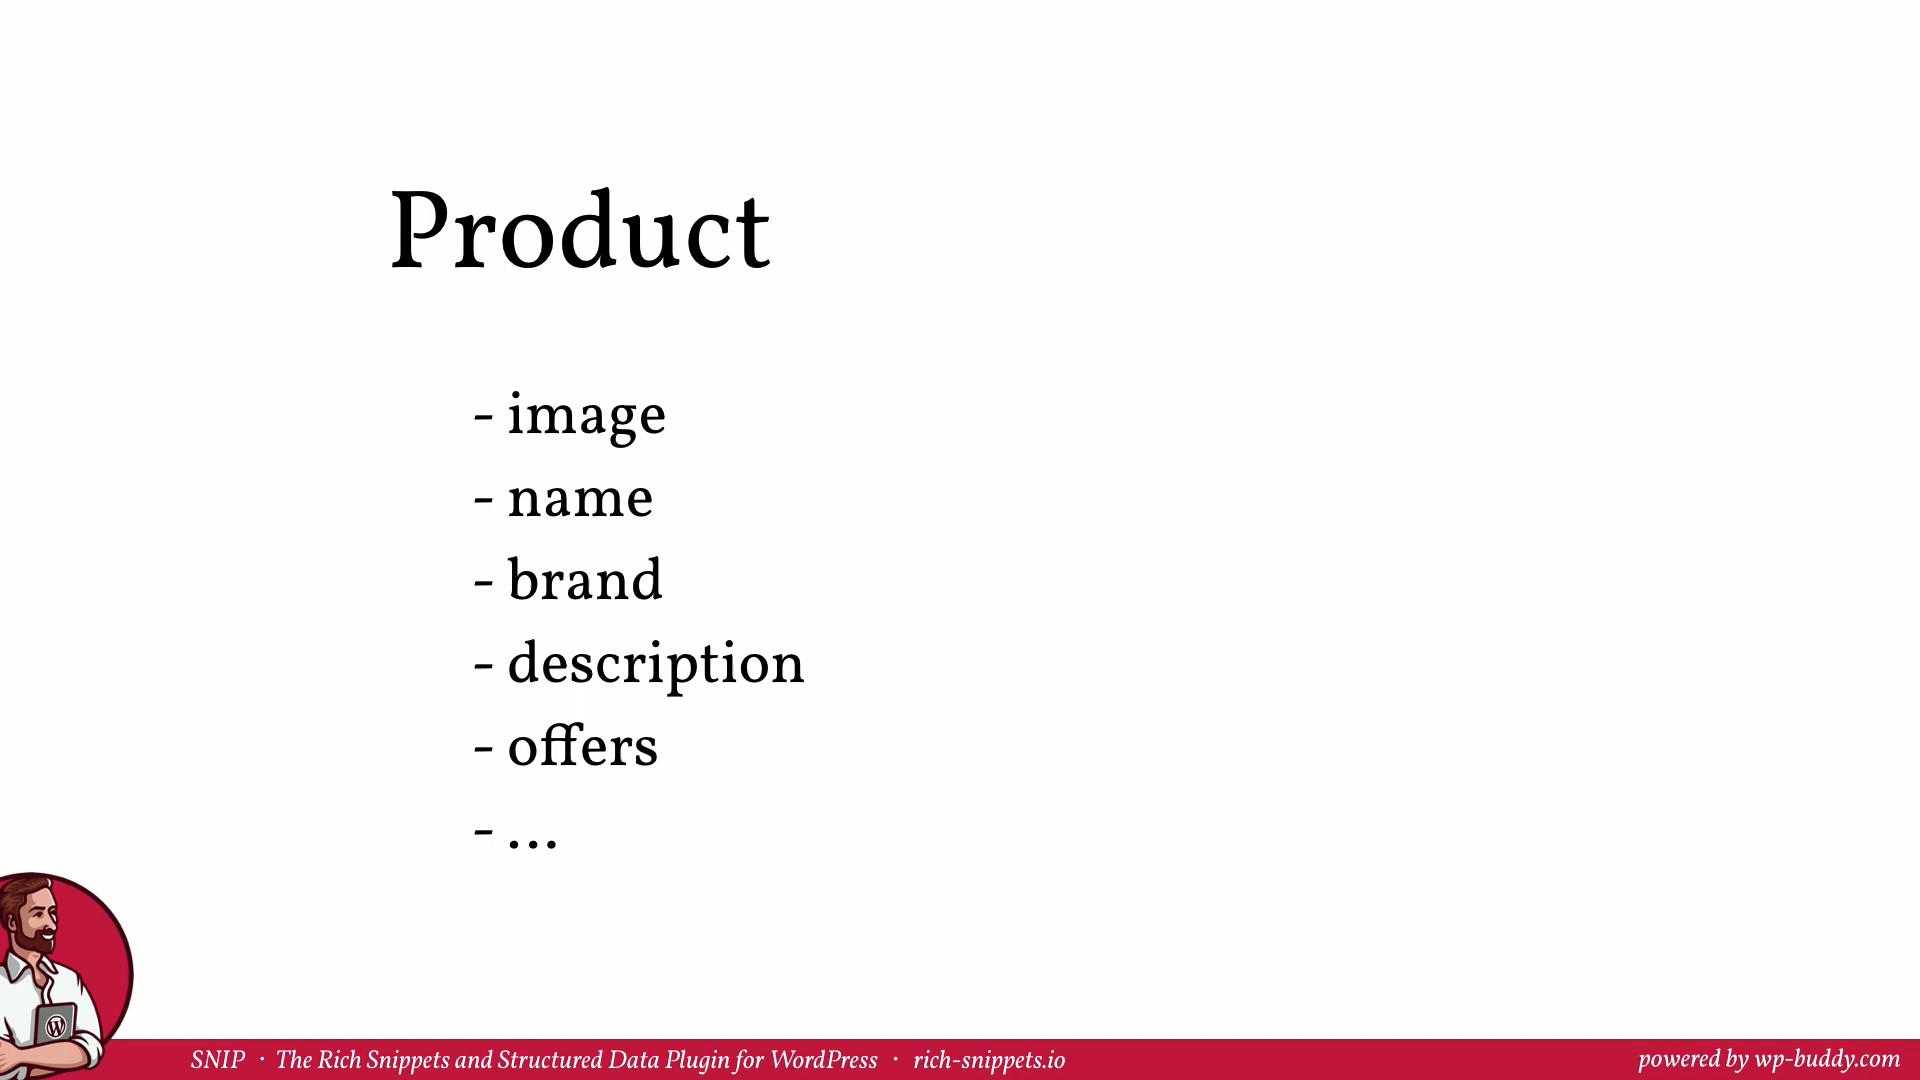 Product
- image
- name
- brand
- description
- offers
- ...
SNIP · The Rich Snippets and Structured Data Plugin for WordPress · rich-snippets.io
powered by wp-buddy.com